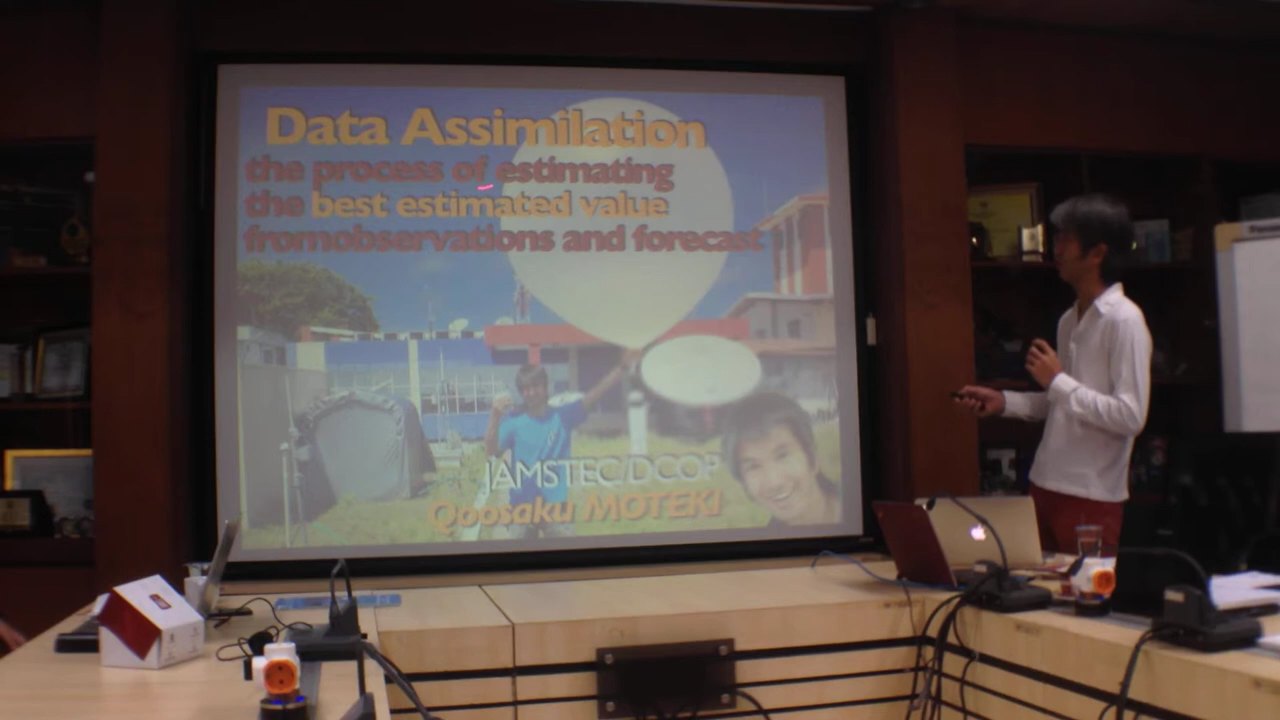 Data Assimilation
the process of estimating
the best estimated value
fromobservations and forecast
JAMSTEC/DCOP
Qoosaku MOTEKI